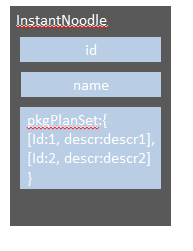 InstantNoodle
id
name
pkgPlanSet:{
[Id:1, descr:descr1],
[Id:2, descr:descr2]
}